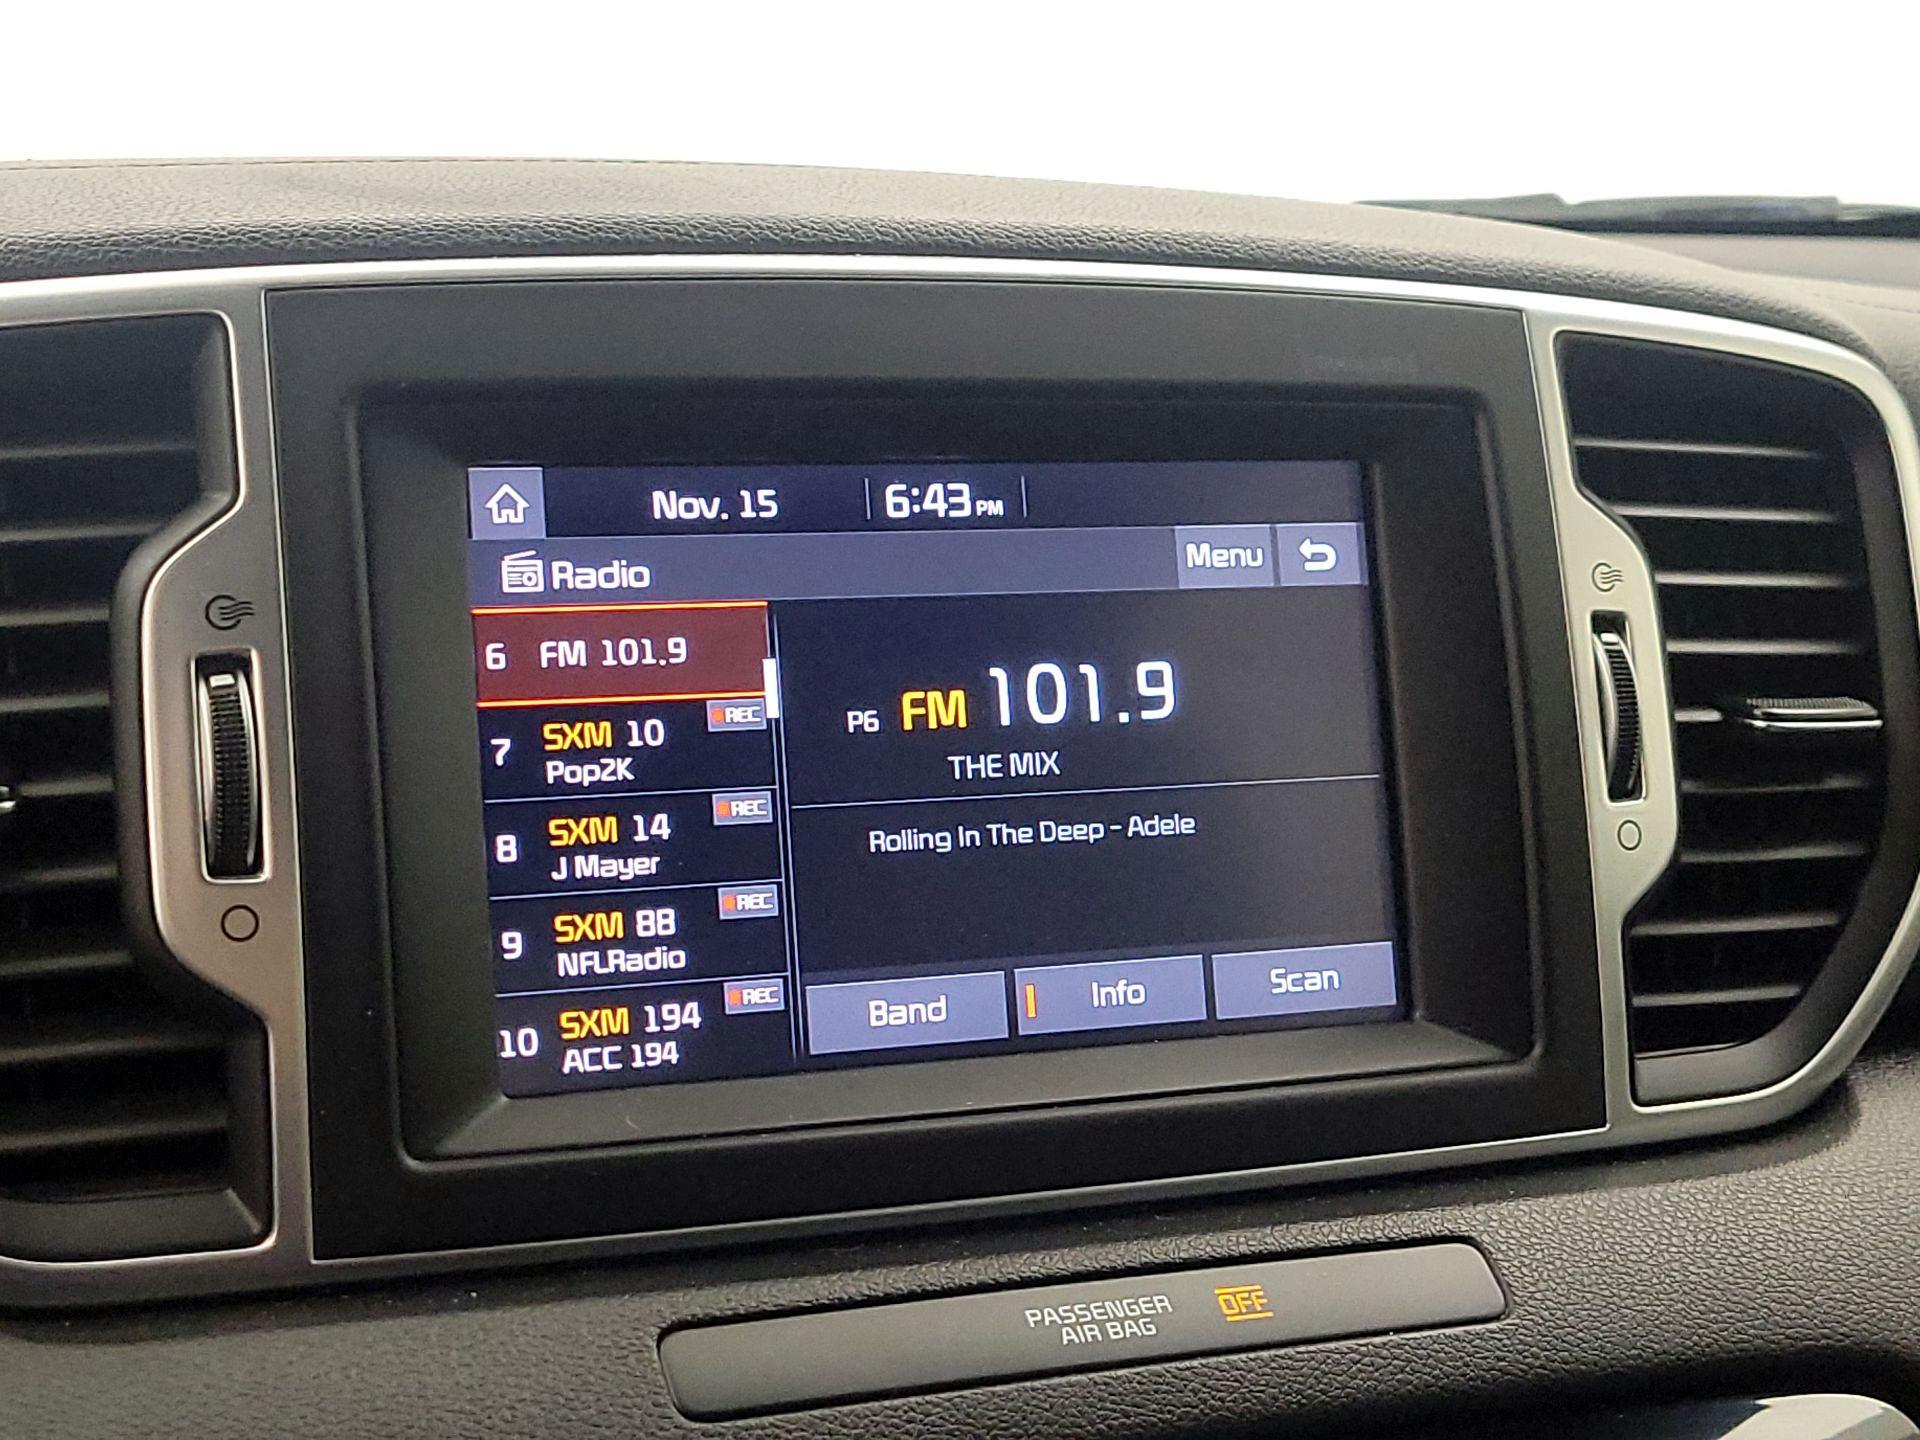 Nov. 15 6:43 PM
Radio Menu
6 FM 101.9
7 SXM 10 REC
Pop2K
8 SXM 14 REC
J Mayer
9 SXM 88 REC
NFLRadio
10 SXM 194 REC
ACC 194
P6 FM 101.9
THE MIX
Rolling In The Deep - Adele
Band Info Scan
PASSENGER
AIR BAG
OFF